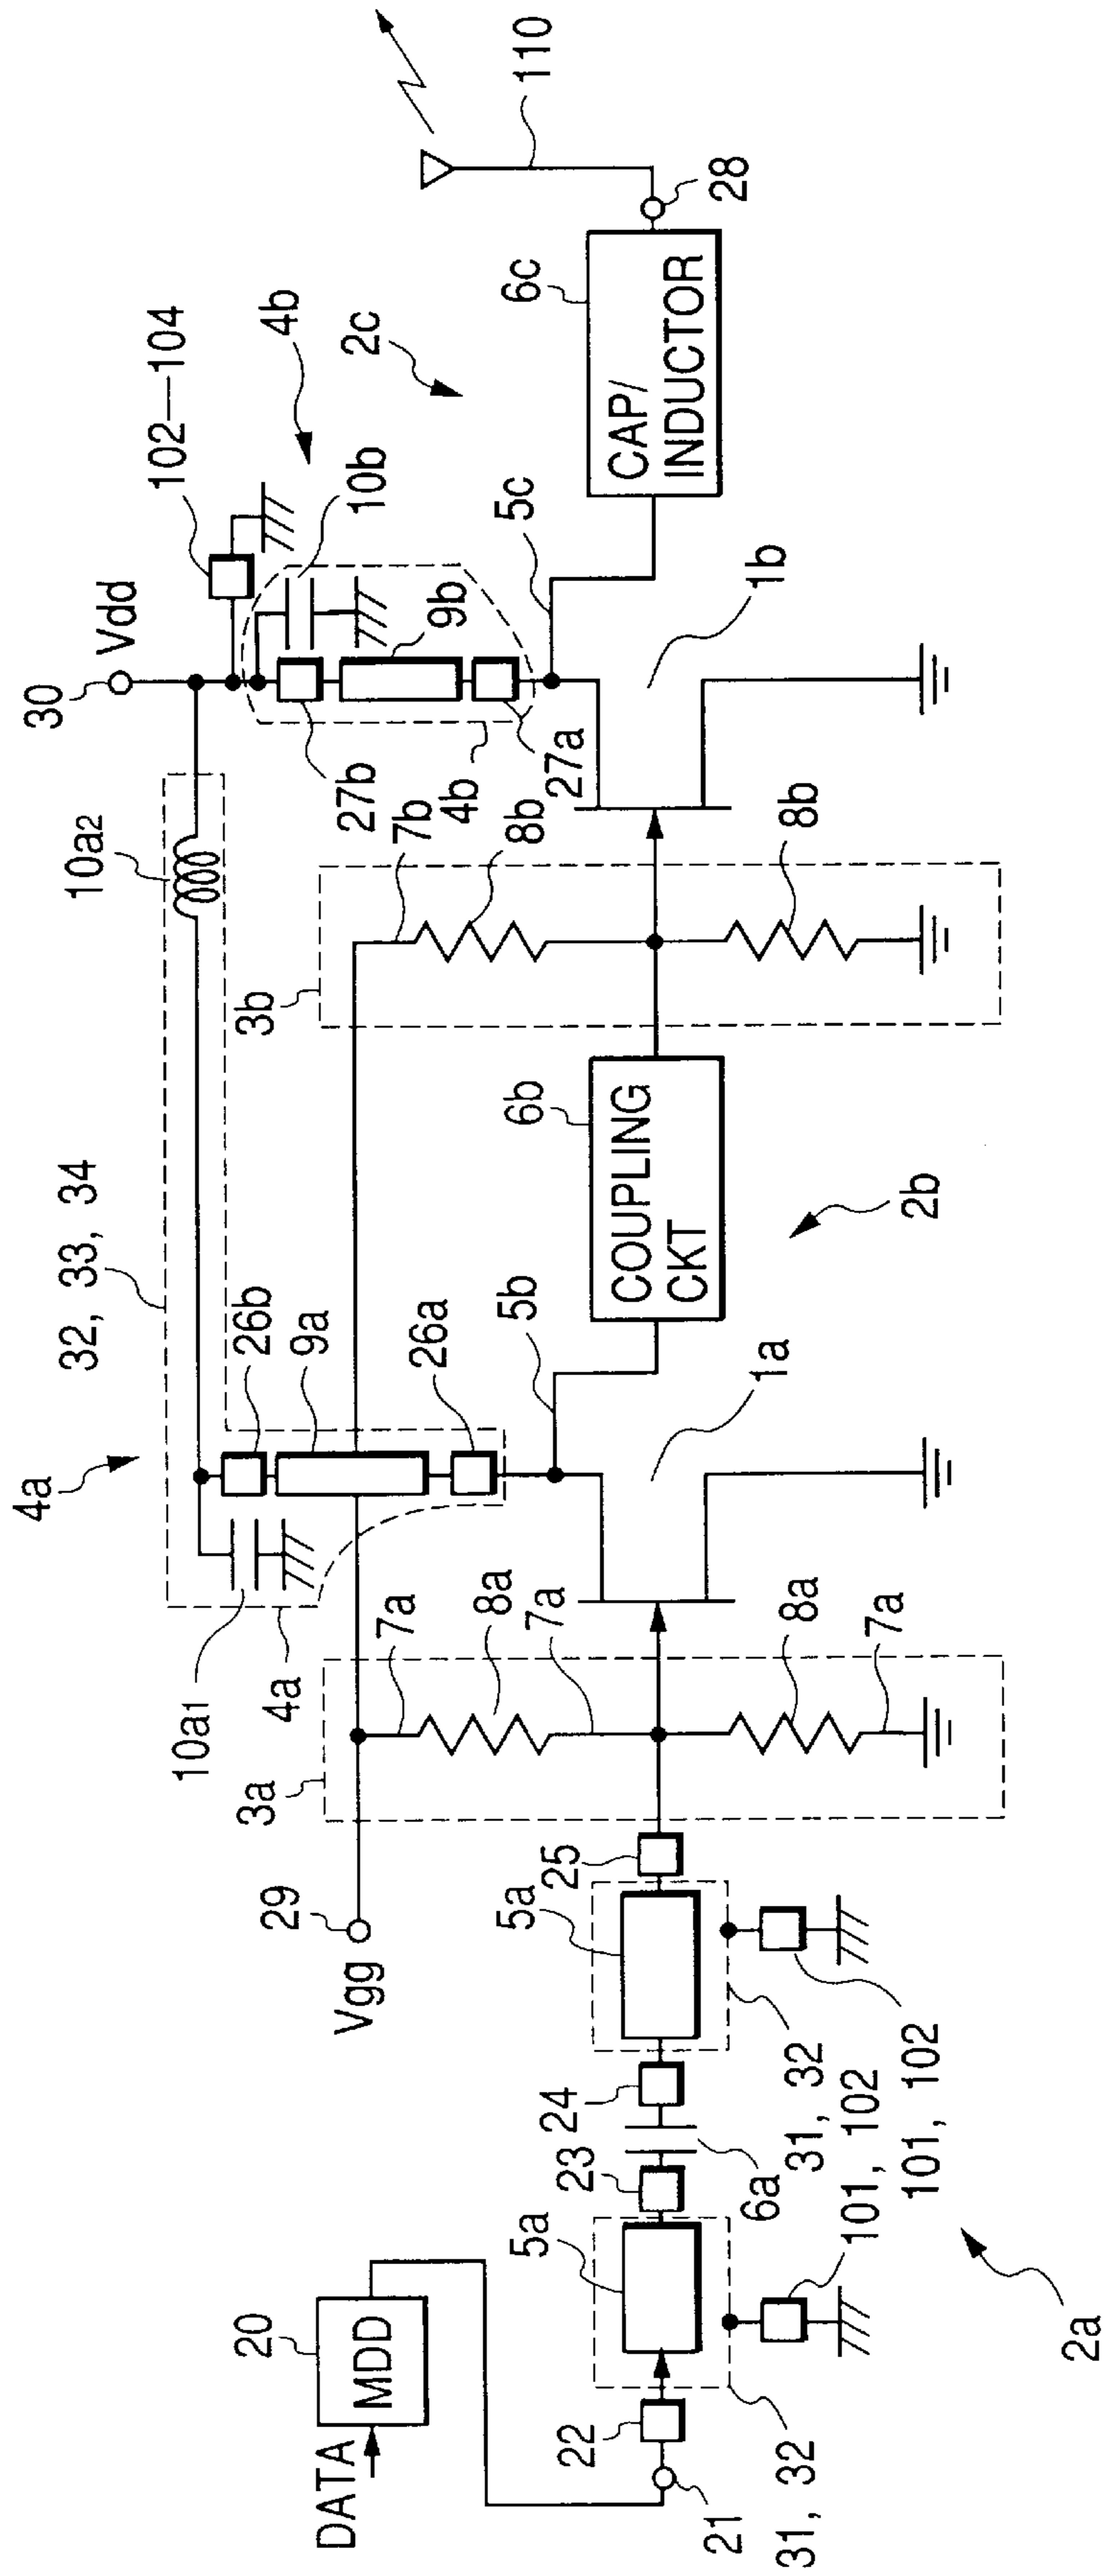 110
28
6c
CAP/
INDUCTOR
2c
4b
102—104
10b
5c
1b
Vdd
30
9b
27b
4b
27a
7b
8b
8b
10a2
3b
6b
COUPLING
CKT
2b
32, 33, 34
26b
9a
26a
5b
1a
4a
10a1
4a
7a
8a
7a
8a
7a
3a
29
Vgg
25
5a
24
31, 32
101, 102
23
6a
101, 102
5a
20
MDD
DATA
22
21
31, 32
2a